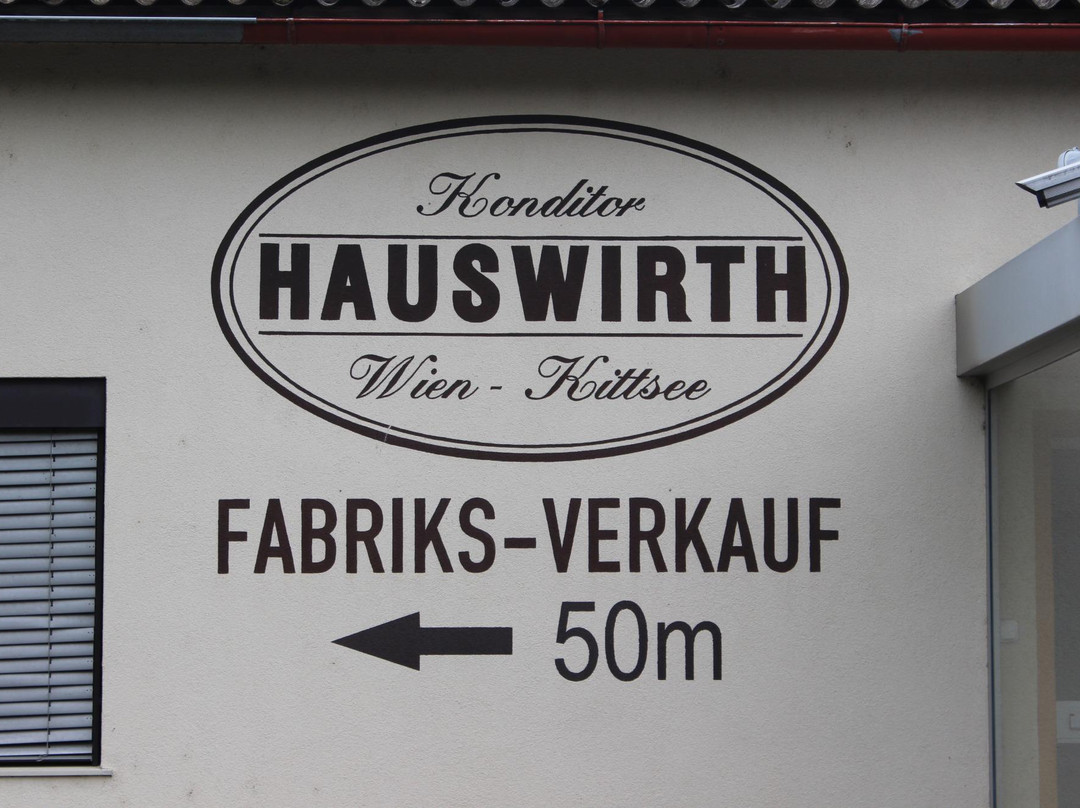 Konditor
HAUSWIRTH
Wien - Kittsee
FABRIKS-VERKAUF
50m